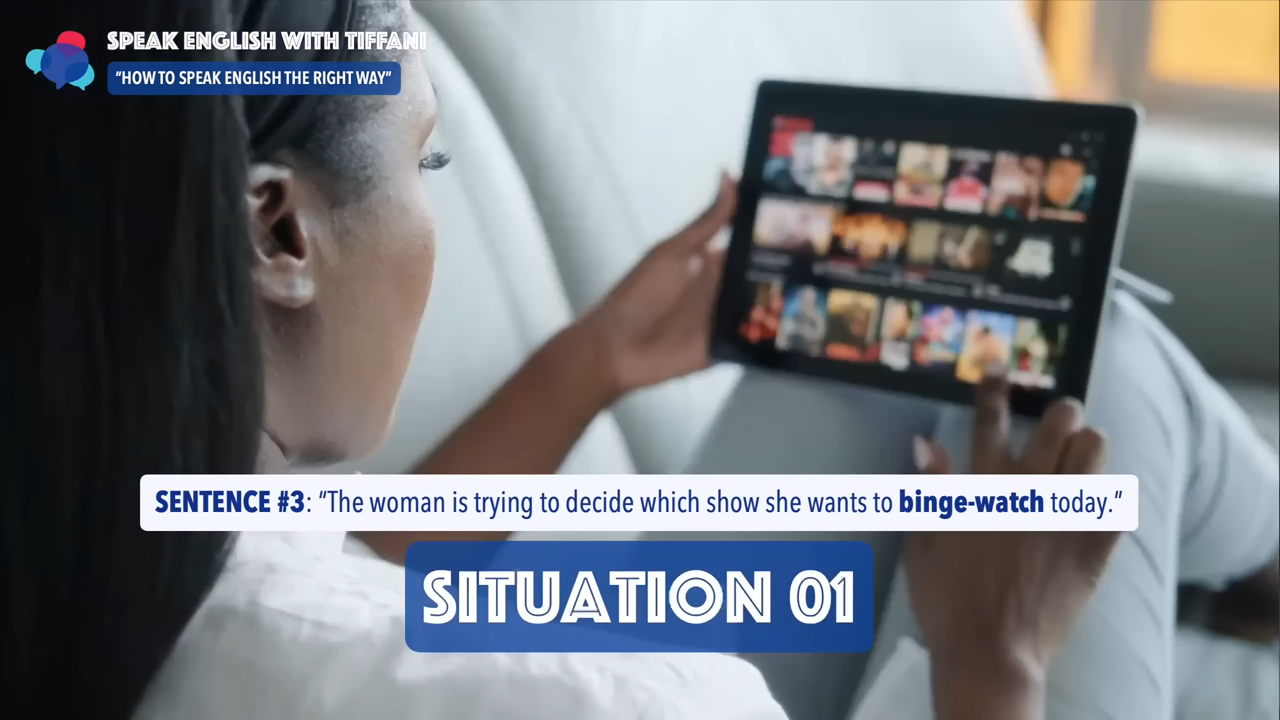 SPEAK ENGLISH WITH TIFFANI
“HOW TO SPEAK ENGLISH THE RIGHT WAY”
SENTENCE #3: “The woman is trying to decide which show she wants to binge-watch today.”
SITUATION 01